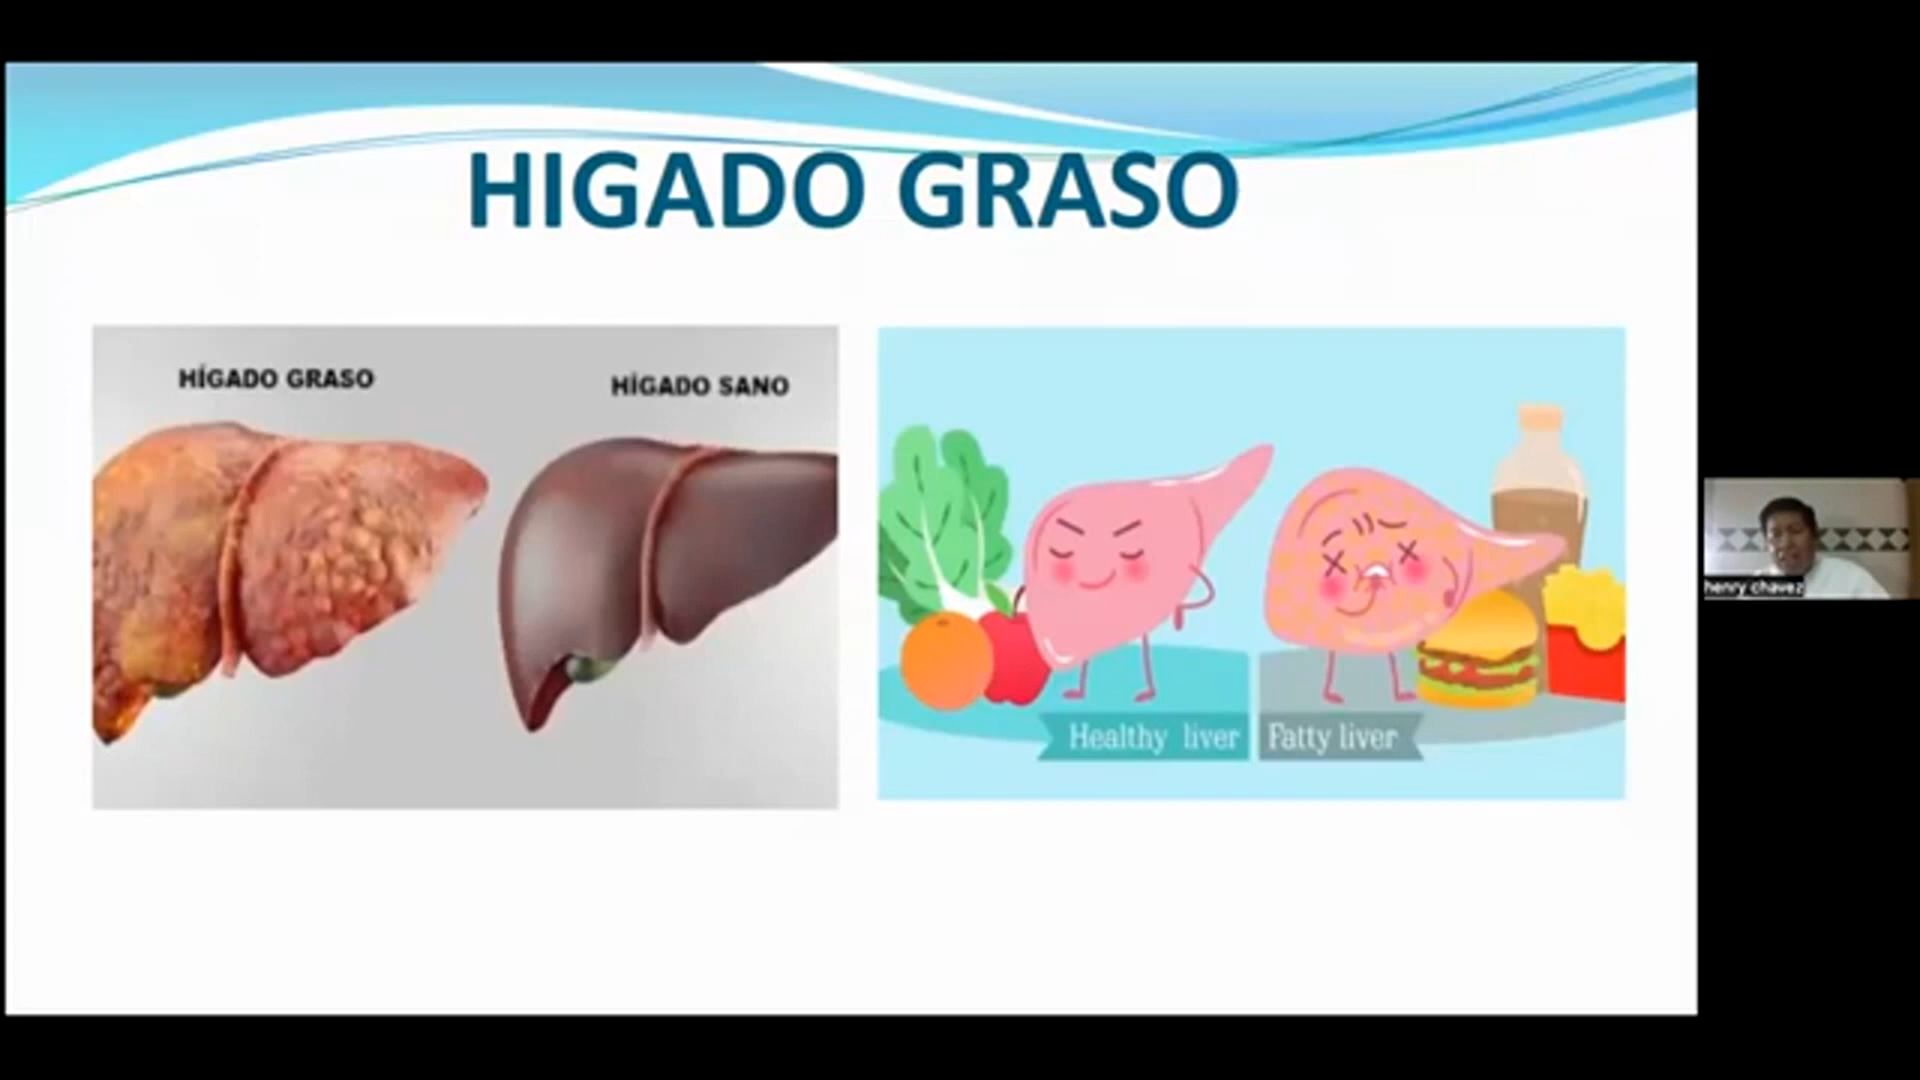 HIGADO GRASO
HÍGADO GRASO
HÍGADO SANO
Healthy liver
Fatty liver
henry chavez